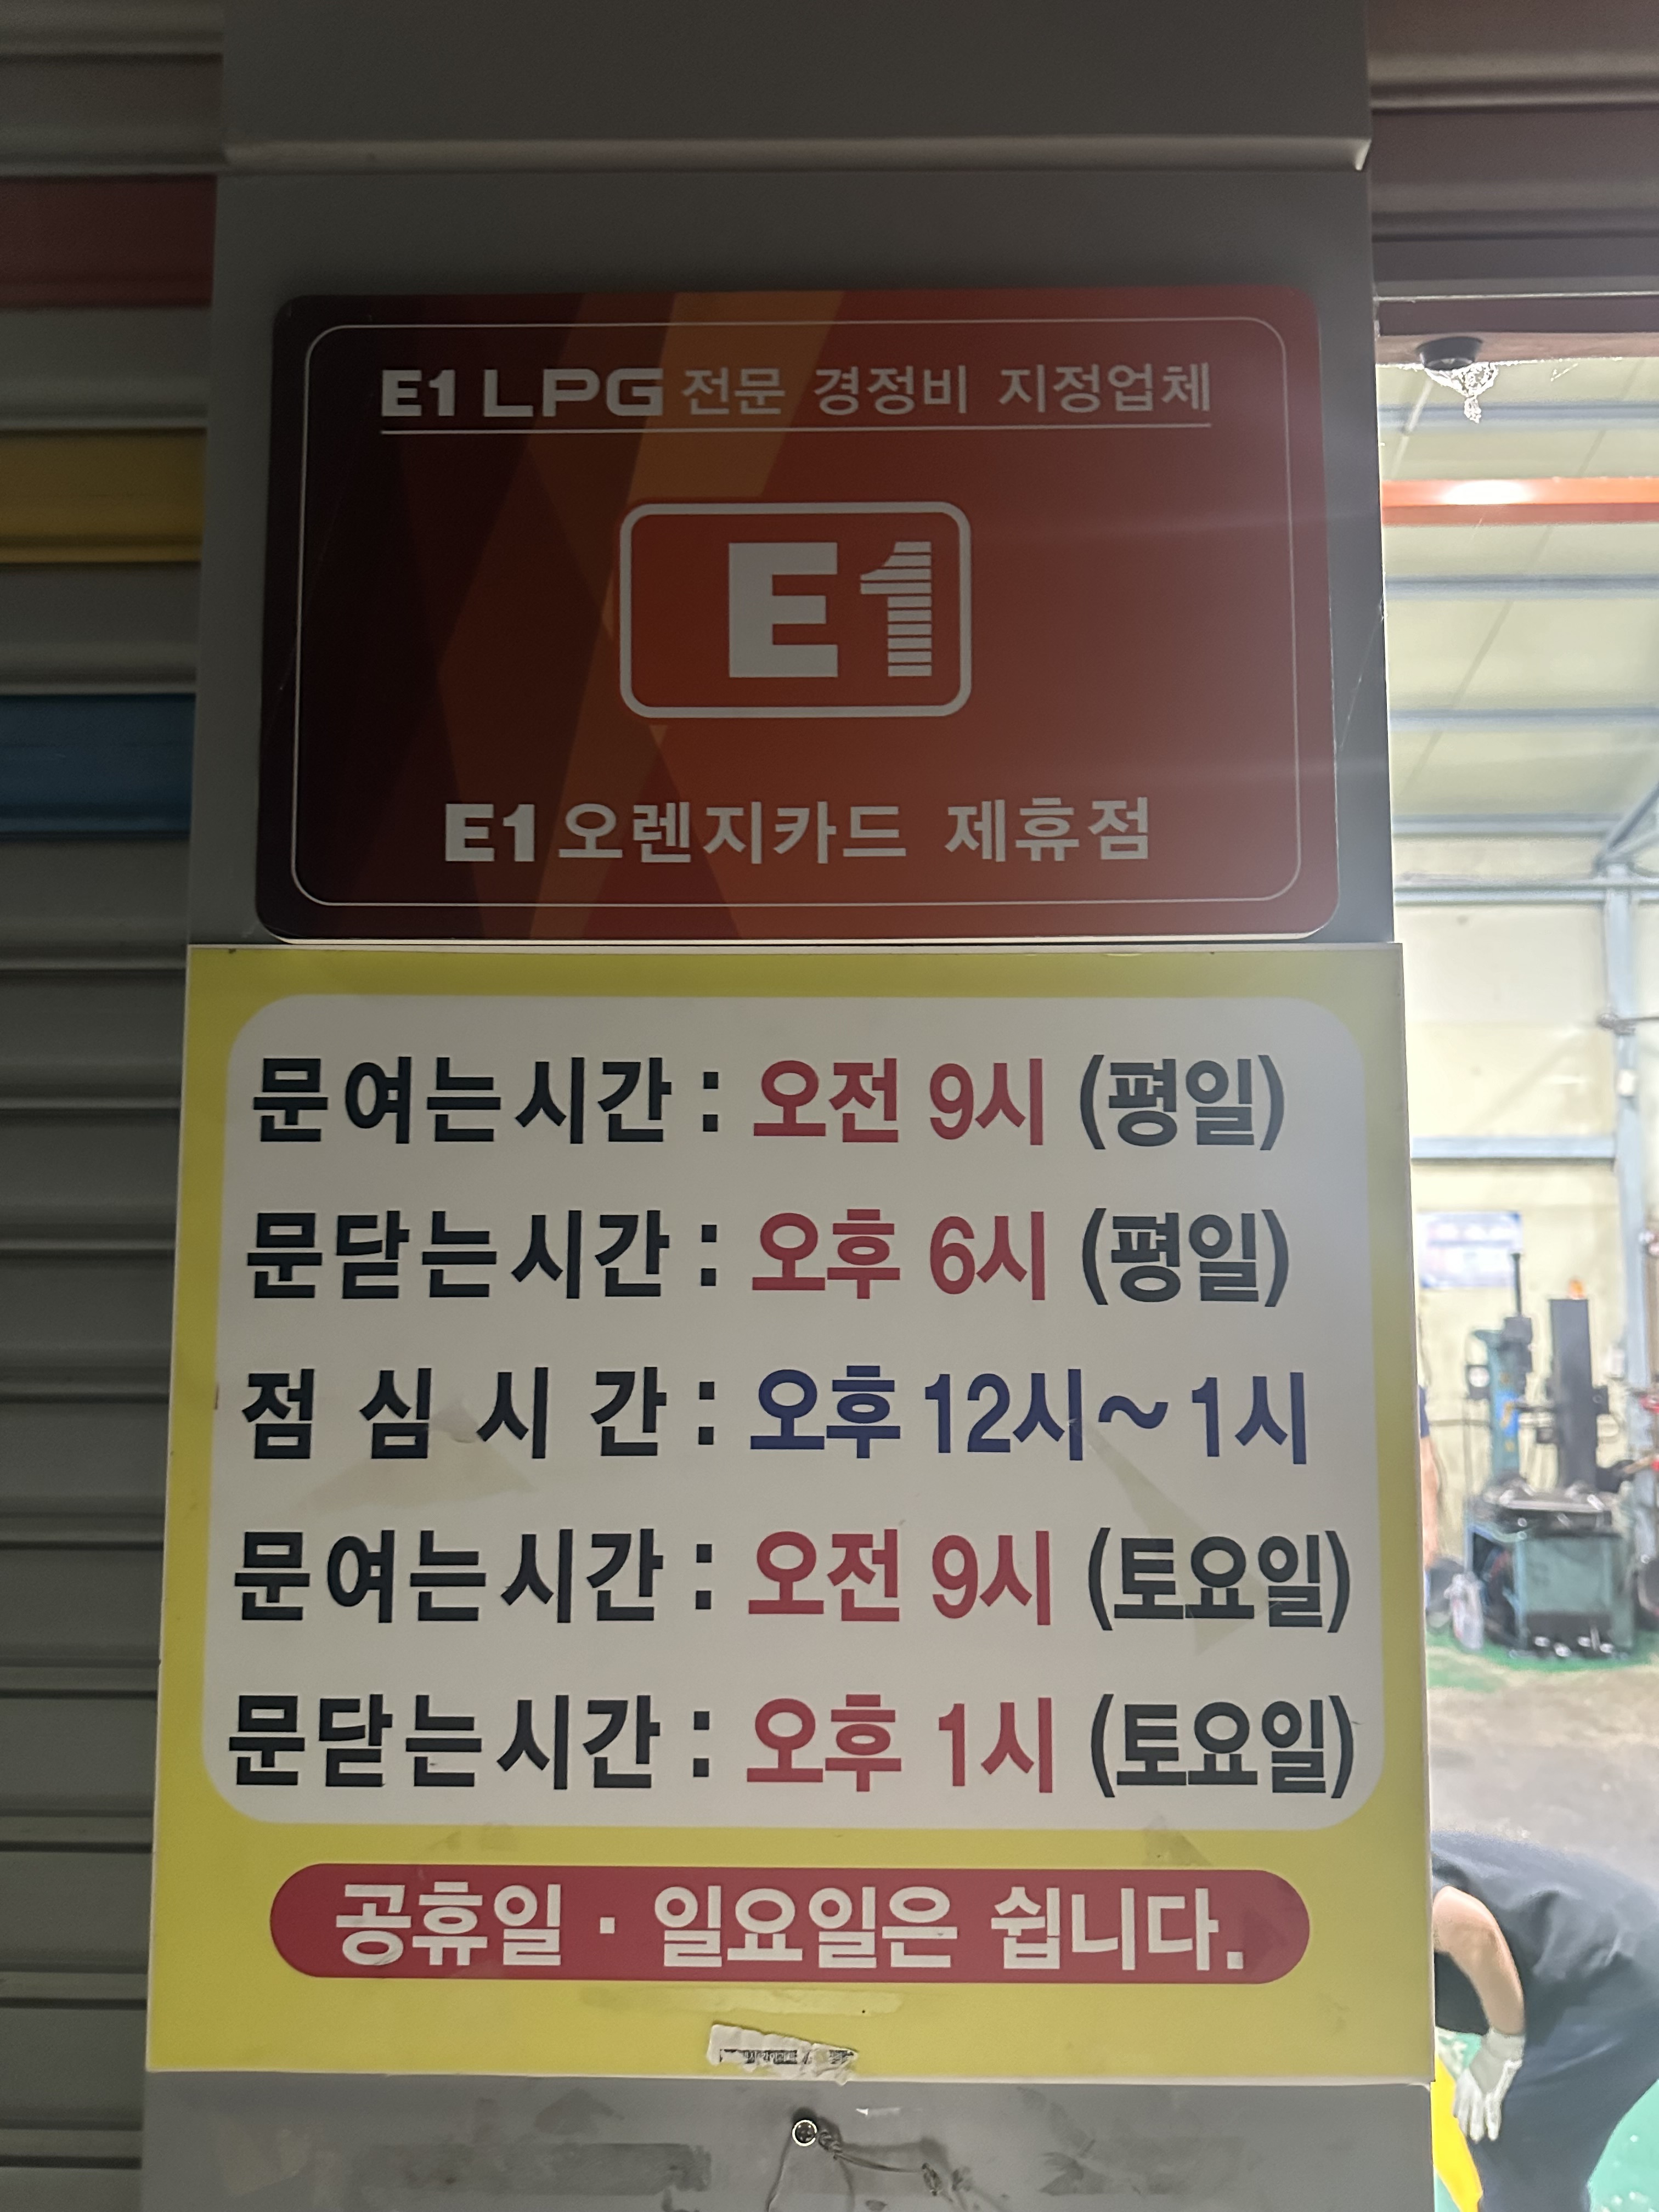 E1 LPG 전문 경정비 지정업체
E1
E1 오렌지카드 제휴점
문여는시간 : 오전 9시 (평일)
문닫는시간 : 오후 6시 (평일)
점 심 시 간 : 오후 12시~1시
문여는시간 : 오전 9시 (토요일)
문닫는시간 : 오후 1시 (토요일)
공휴일 · 일요일은 쉽니다.